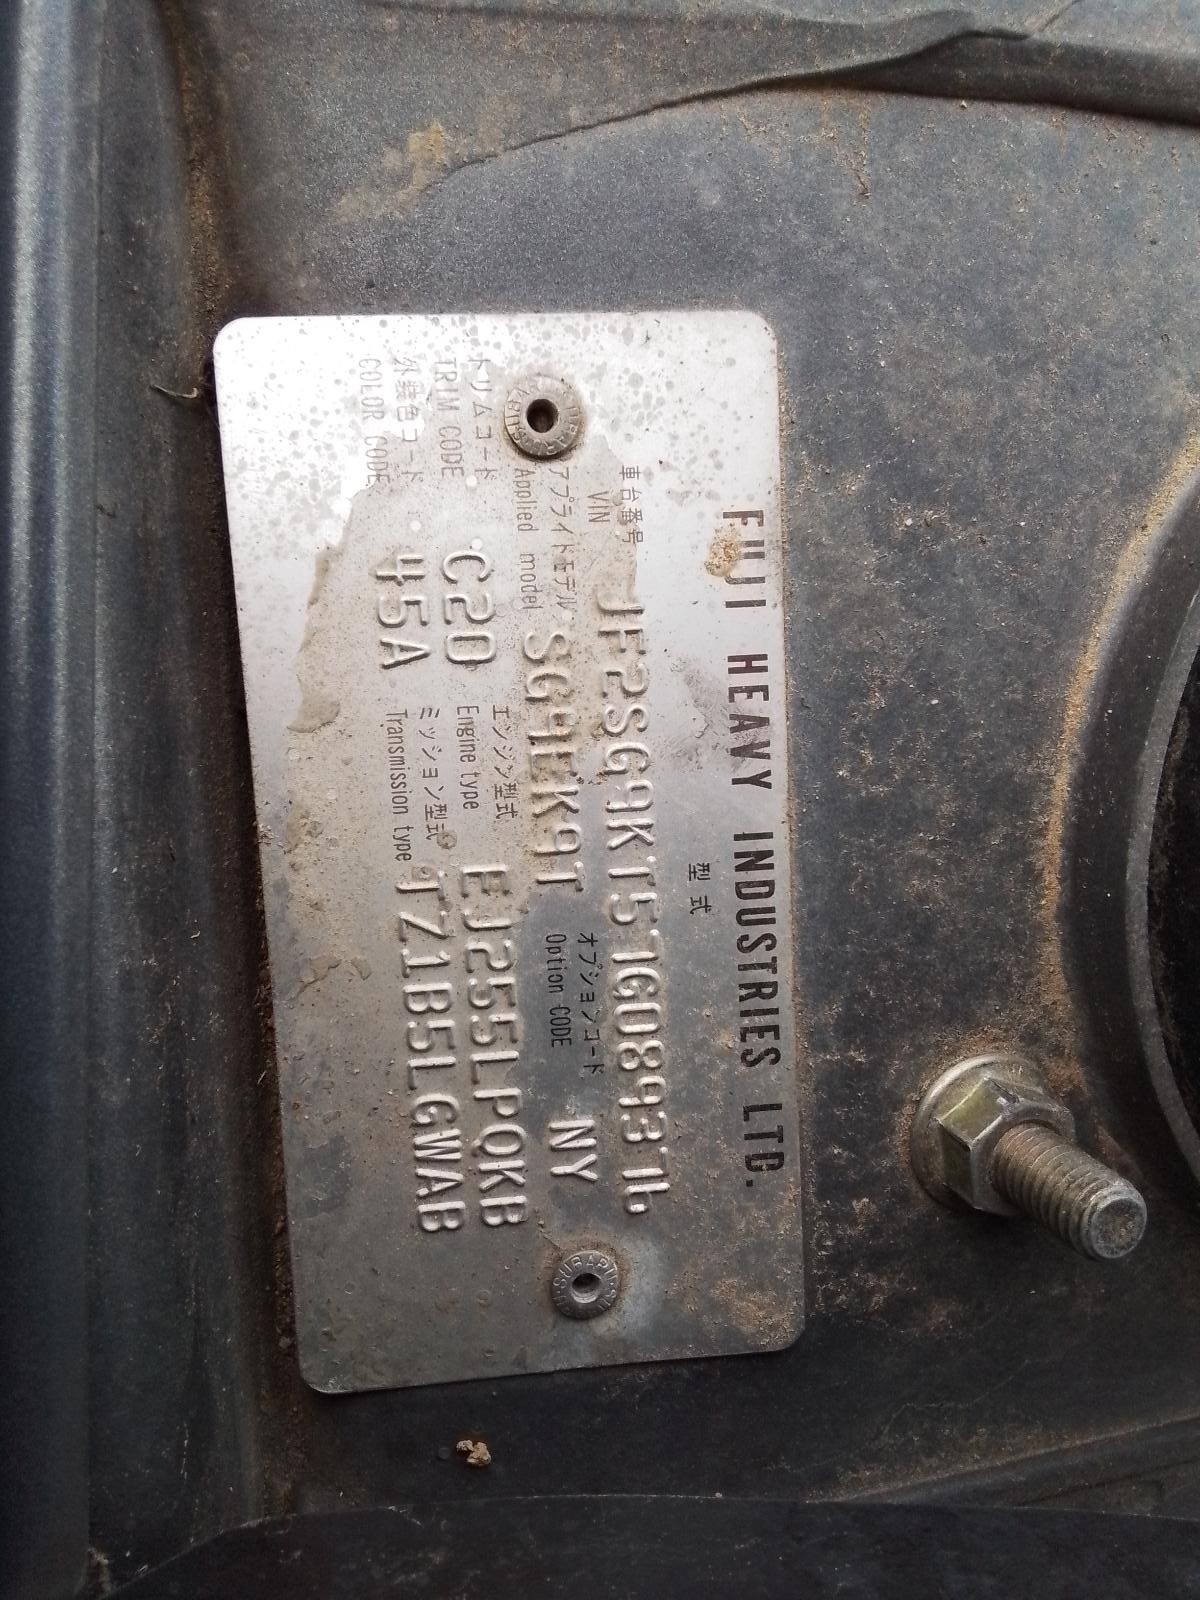 FUJI HEAVY INDUSTRIES LTD.
型式
車台番号
VIN JF2SG9KT57G089376
アプライドモデル オプションコード
Applied model SG9EK9T Option CODE NY
トリムコード エンジン型式
TRIM CODE C20 Engine type EJ255LPQKB
外装色コード ミッション型式
COLOR CODE 45A Transmission type TZ1B5LGWAB